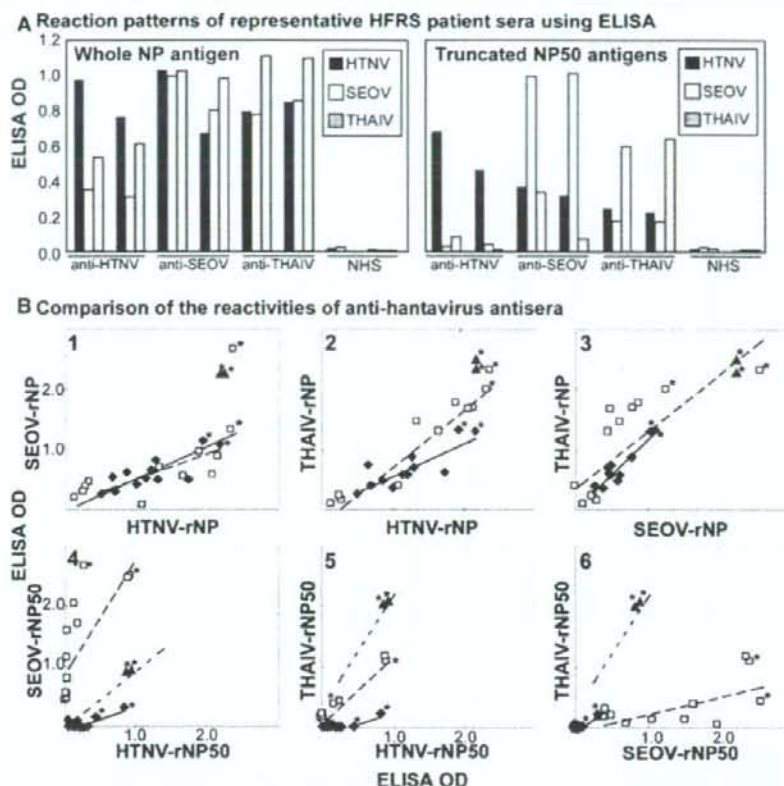 A Reaction patterns of representative HFRS patient sera using ELISA
ELISA OD
1.2
1.0
0.8
0.6
0.4
0.2
0.0
Whole NP antigen
HTNV
SEOV
THAIV
anti-HTNV anti-SEOV anti-THAIV NHS
Truncated NP50 antigens
HTNV
SEOV
THAIV
anti-HTNV anti-SEOV anti-THAIV NHS
B Comparison of the reactivities of anti-hantavirus antisera
ELISA OD
1
SEOV-rNP
2.0
1.0
HTNV-rNP
2
THAIV-rNP
HTNV-rNP
3
THAIV-rNP
SEOV-rNP
4
SEOV-rNP50
2.0
1.0
1.0 2.0
HTNV-rNP50
5
THAIV-rNP50
1.0 2.0
HTNV-rNP50
6
THAIV-rNP50
1.0 2.0
SEOV-rNP50
ELISA OD